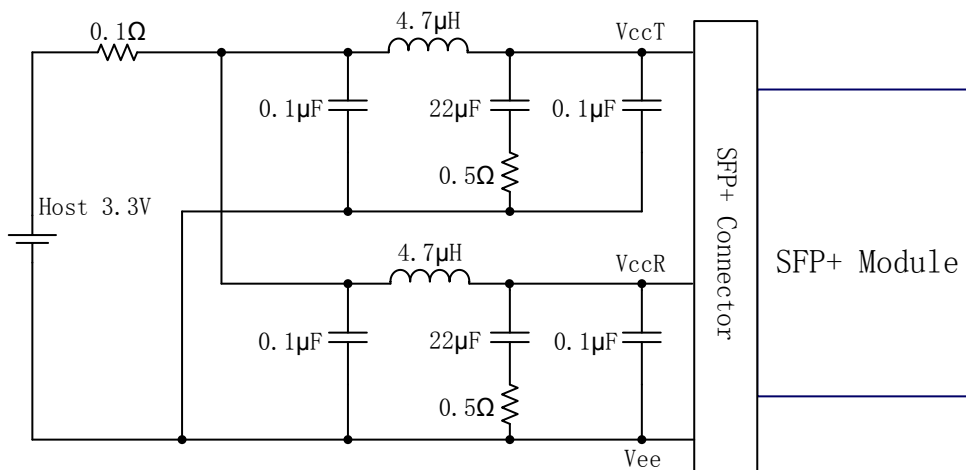 4.7μH
0.1Ω
VccT
0.1μF
22μF
0.1μF
0.5Ω
Host 3.3V
4.7μH
VccR
0.1μF
22μF
0.1μF
0.5Ω
Vee
SFP+ Connector
SFP+ Module